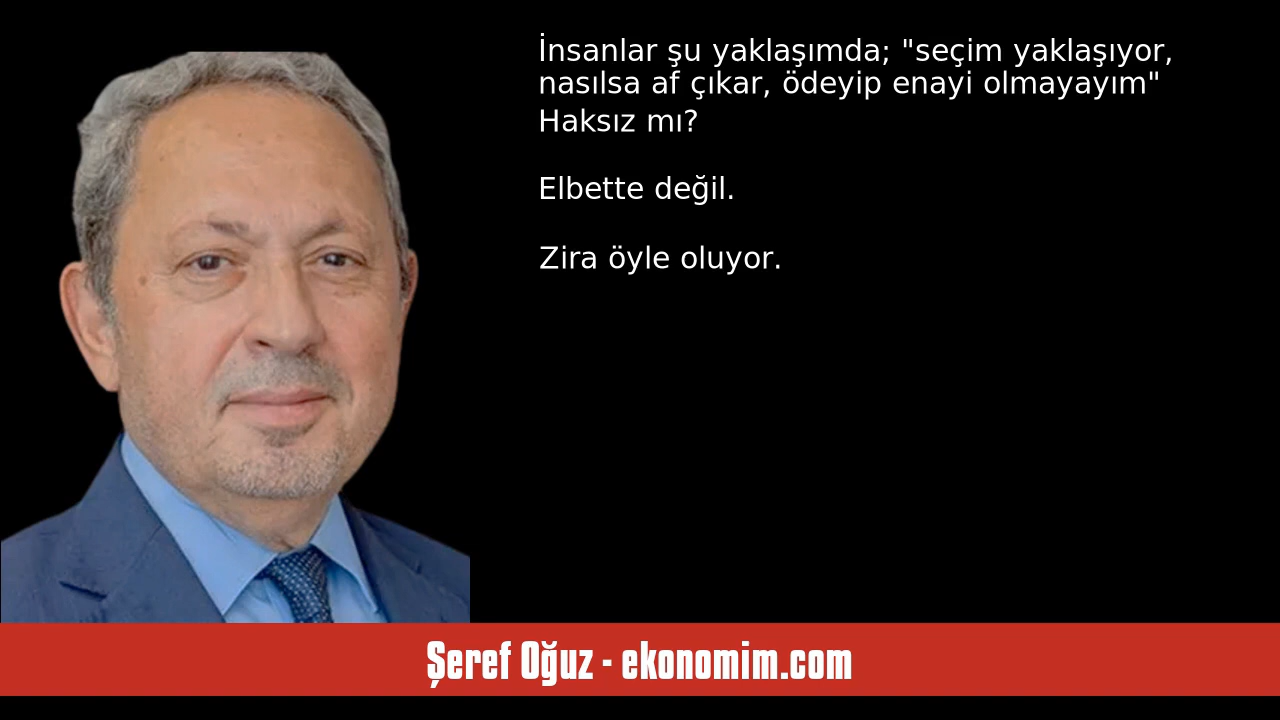 İnsanlar şu yaklaşımda; "seçim yaklaşıyor,
nasılsa af çıkar, ödeyip enayi olmayayım"
Haksız mı?
Elbette değil.
Zira öyle oluyor.
Şeref Oğuz - ekonomim.com